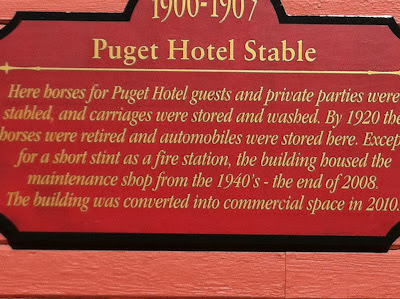 1900-1907
Puget Hotel Stable
Here horses for Puget Hotel guests and private parties were
stabled, and carriages were stored and washed. By 1920 the
horses were retired and automobiles were stored here. Excep
for a short stint as a fire station, the building housed the
maintenance shop from the 1940's - the end of 2008.
The building was converted into commercial space in 2010.